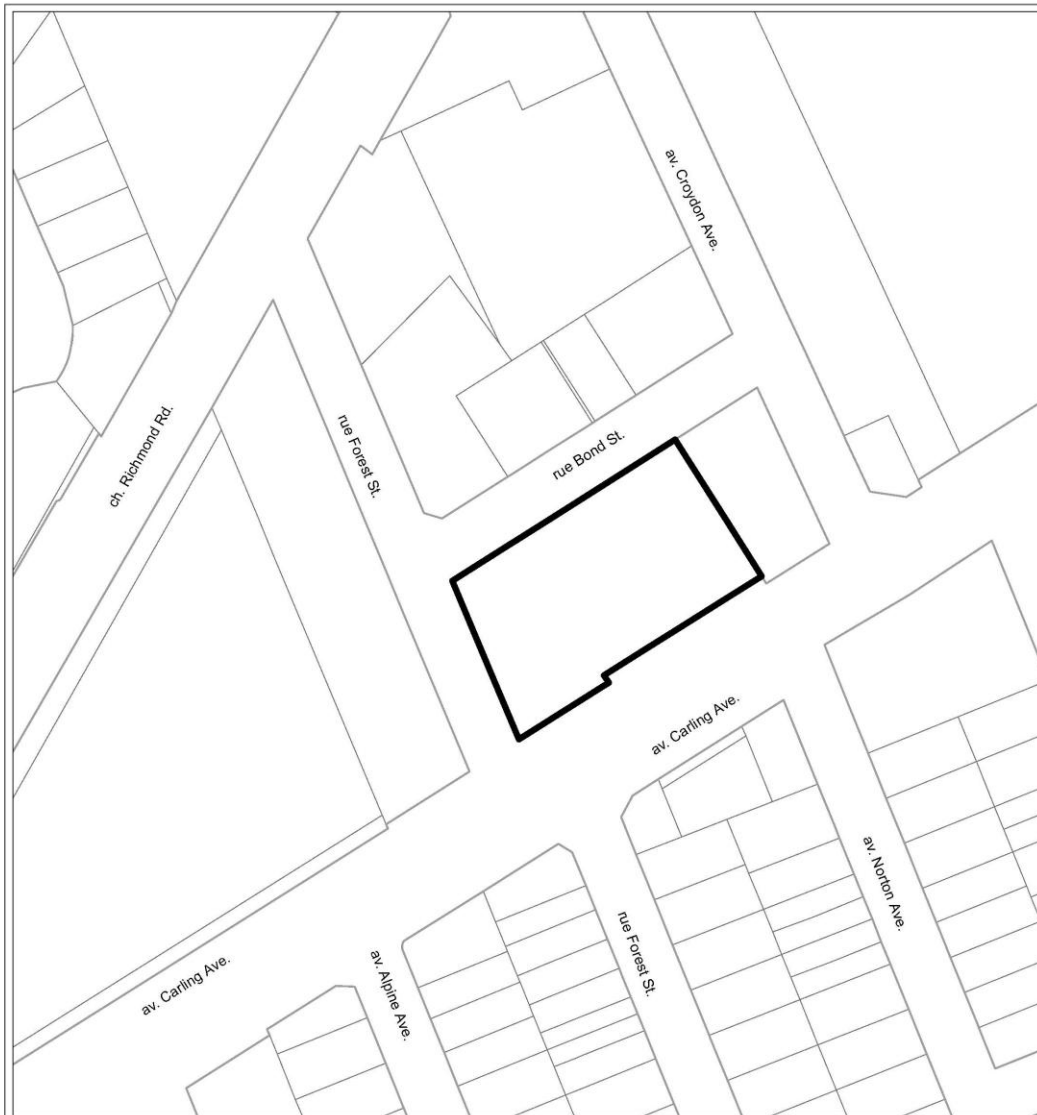 av. Croydon Ave.
ch. Richmond Rd.
rue Forest St.
rue Bond St.
av. Carling Ave.
av. Norton Ave.
rue Forest St.
av. Alpine Ave.
av. Carling Ave.